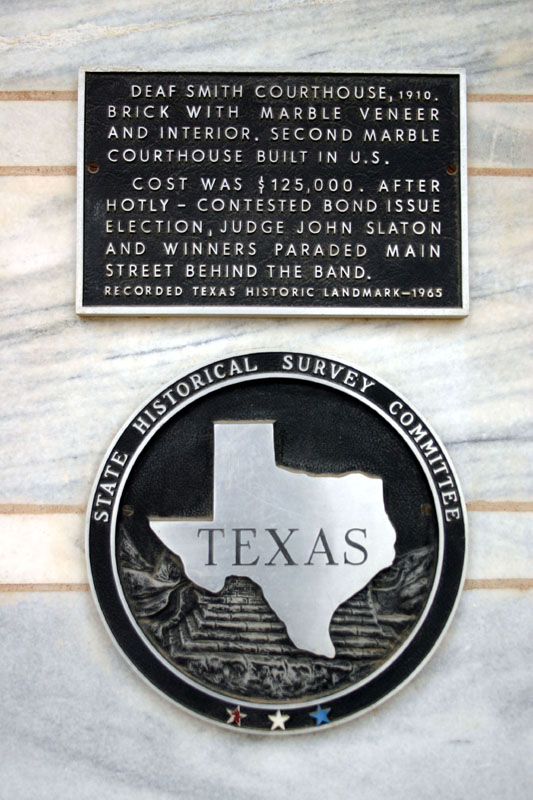 DEAF SMITH COURTHOUSE, 1910.
BRICK WITH MARBLE VENEER
AND INTERIOR. SECOND MARBLE
COURTHOUSE BUILT IN U.S.
COST WAS $125,000. AFTER
HOTLY - CONTESTED BOND ISSUE
ELECTION, JUDGE JOHN SLATON
AND WINNERS PARADED MAIN
STREET BEHIND THE BAND.
RECORDED TEXAS HISTORIC LANDMARK—1965
STATE HISTORICAL SURVEY COMMITTEE
TEXAS